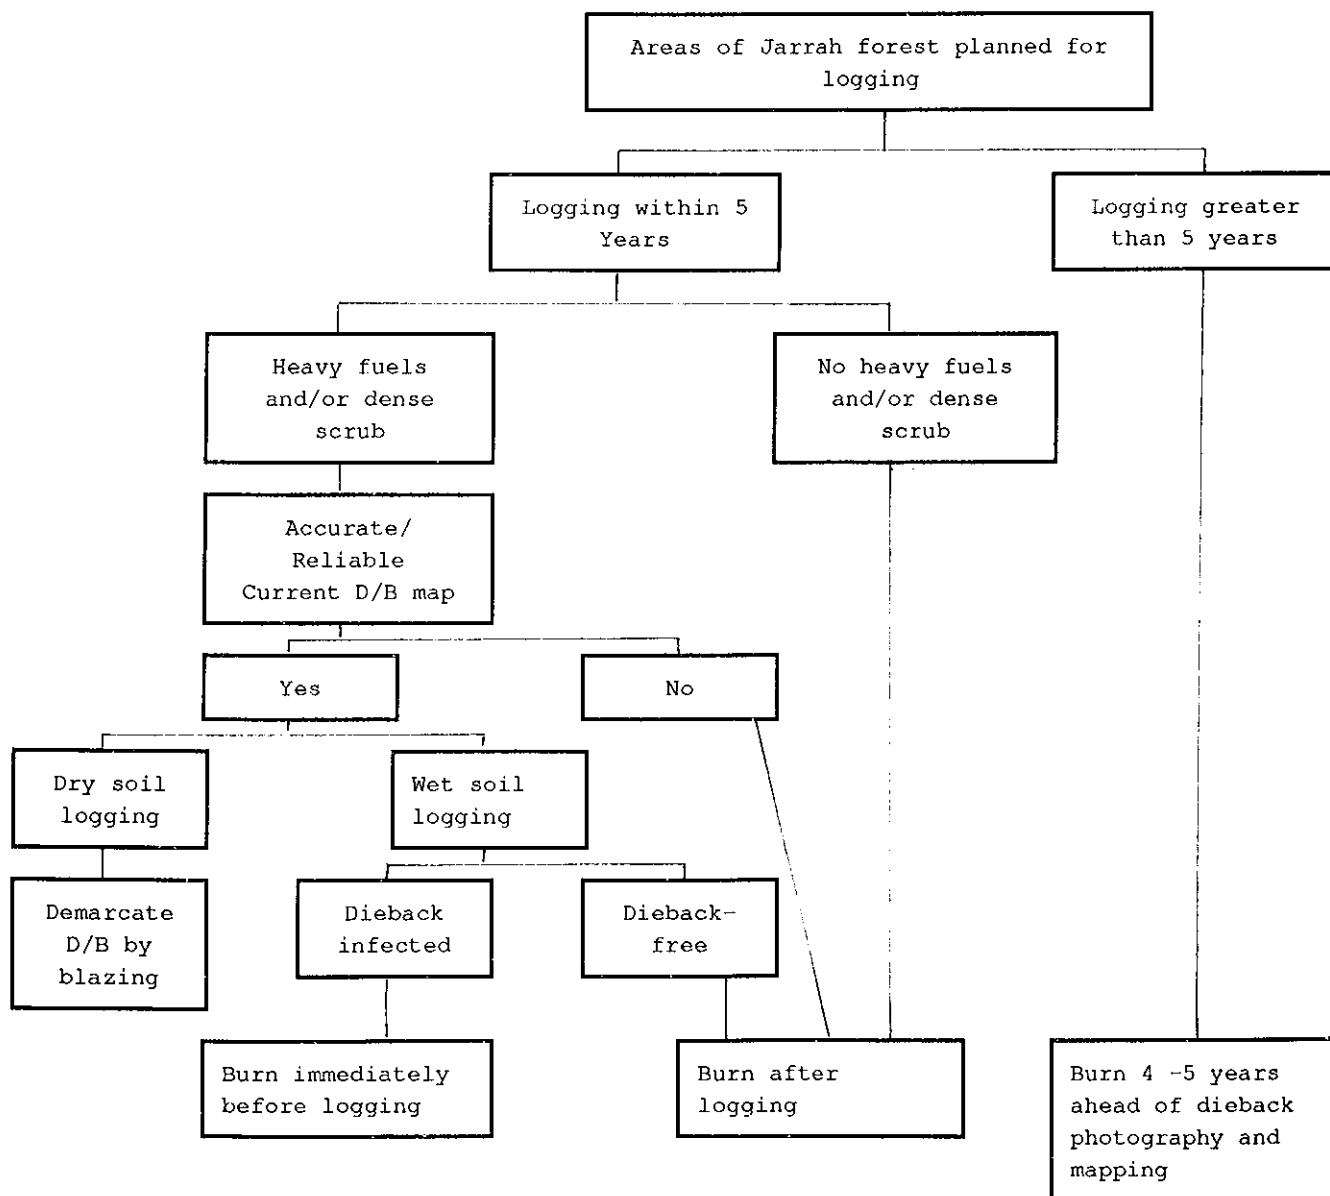 Areas of Jarrah forest planned for
logging
Logging within 5
Years
Logging greater
than 5 years
Heavy fuels
and/or dense
scrub
No heavy fuels
and/or dense
scrub
Accurate/
Reliable
Current D/B map
Yes
No
Dry soil
logging
Wet soil
logging
Demarcate
D/B by
blazing
Dieback
infected
Dieback-
free
Burn immediately
before logging
Burn after
logging
Burn 4 -5 years
ahead of dieback
photography and
mapping